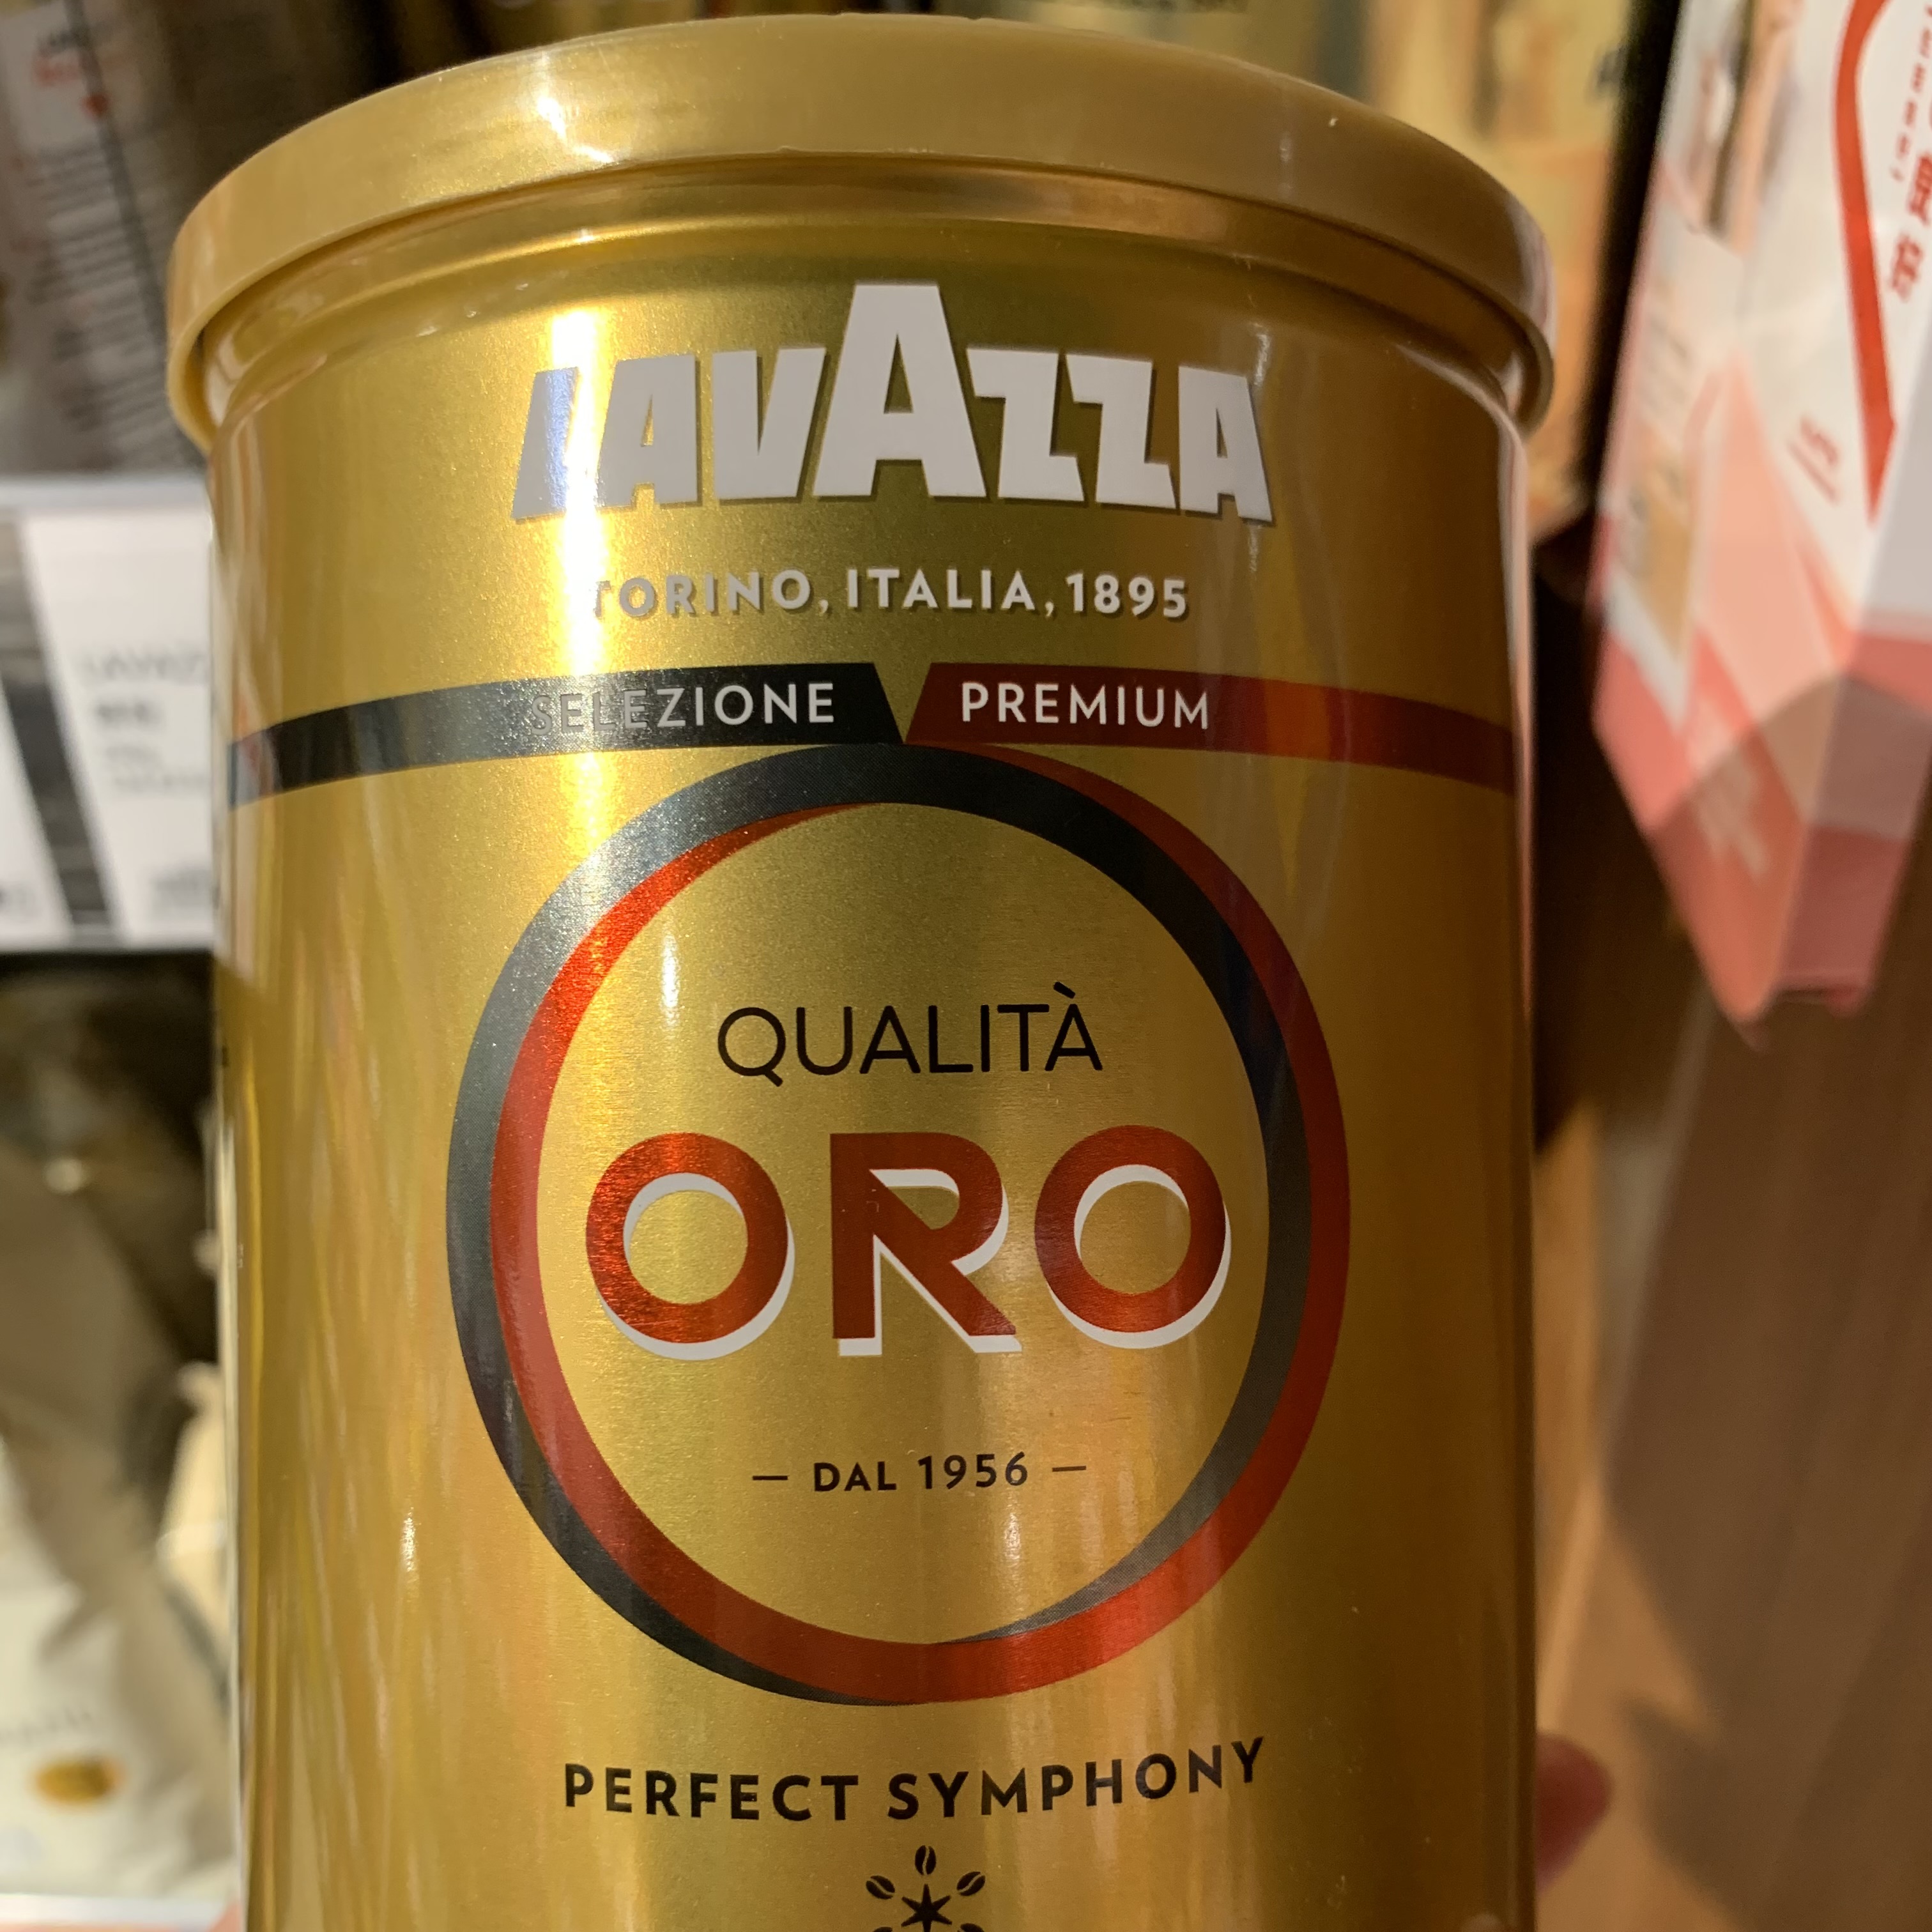 LAVAZZA
TORINO, ITALIA, 1895
SELEZIONE PREMIUM
QUALITÀ
ORO
— DAL 1956 —
PERFECT SYMPHONY